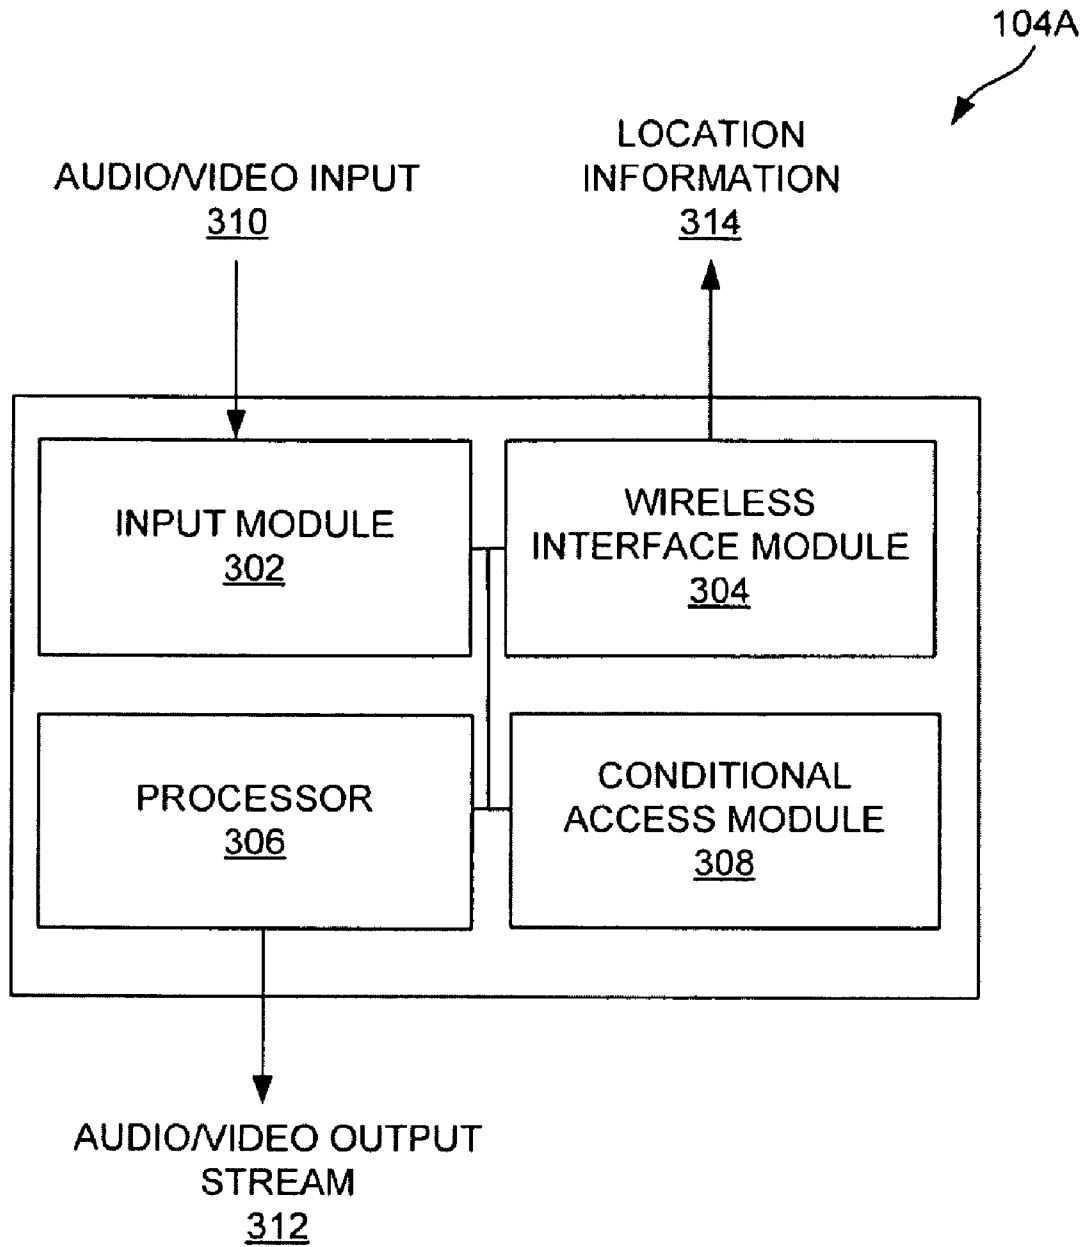 104A
AUDIO/VIDEO INPUT
310
LOCATION
INFORMATION
314
INPUT MODULE
302
WIRELESS
INTERFACE MODULE
304
PROCESSOR
306
CONDITIONAL
ACCESS MODULE
308
AUDIO/VIDEO OUTPUT
STREAM
312